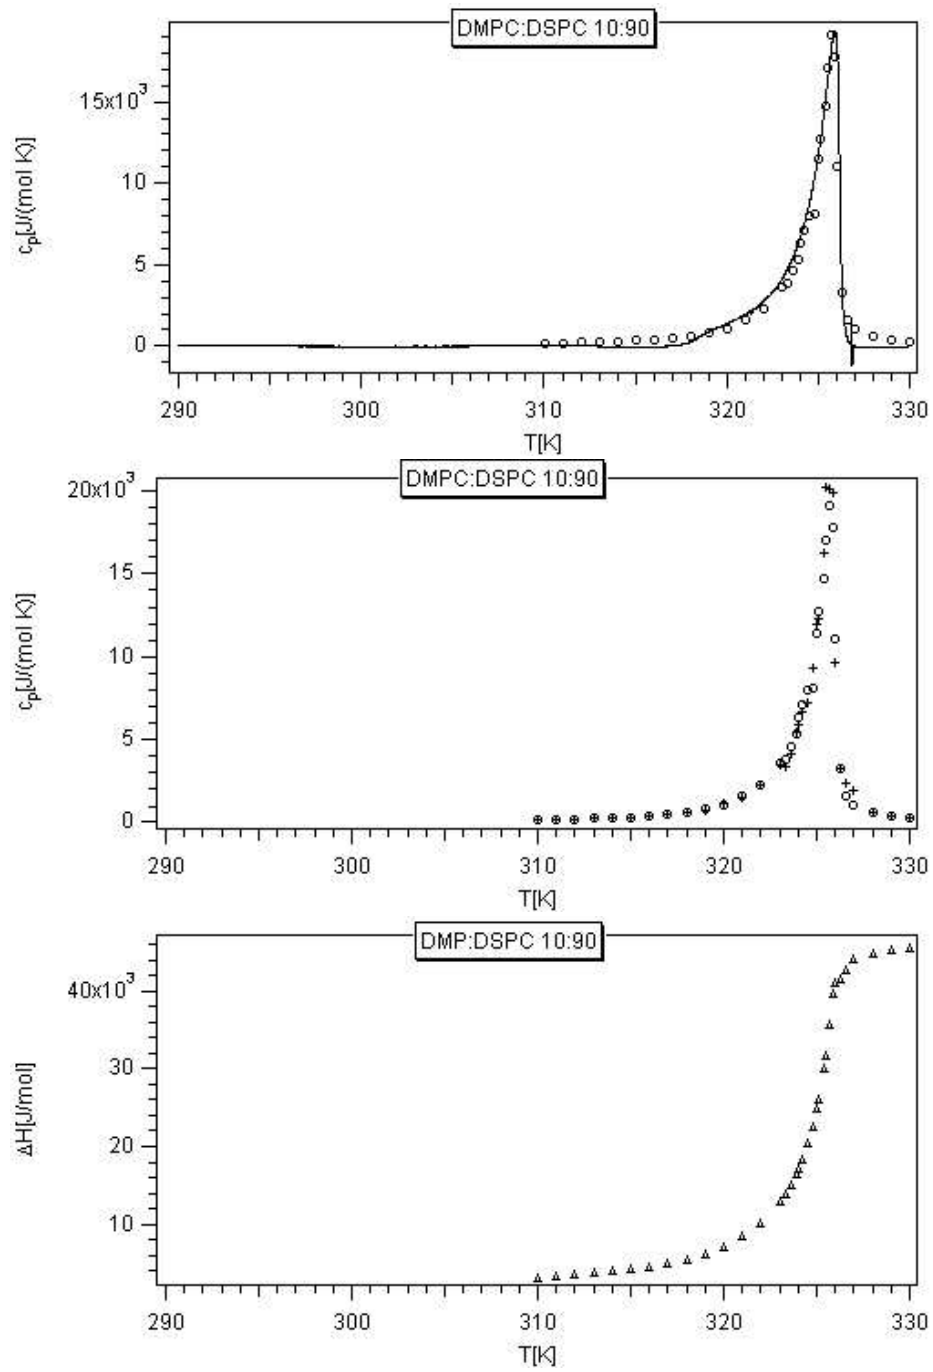 DMPC:DSPC 10:90
15x10³
10
5
0
cp[J/(mol K)]
290 300 310 320 330
T[K]
DMPC:DSPC 10:90
20x10³
15
10
5
0
cp[J/(mol K)]
290 300 310 320 330
T[K]
DMP:DSPC 10:90
40x10³
30
20
10
ΔH[J/mol]
290 300 310 320 330
T[K]